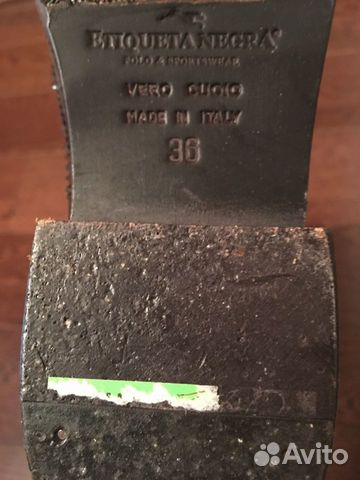 ETIQUETA NEGRA
POLO & SPORTSWEAR
VERO CUOIO
MADE IN ITALY
36
Avito